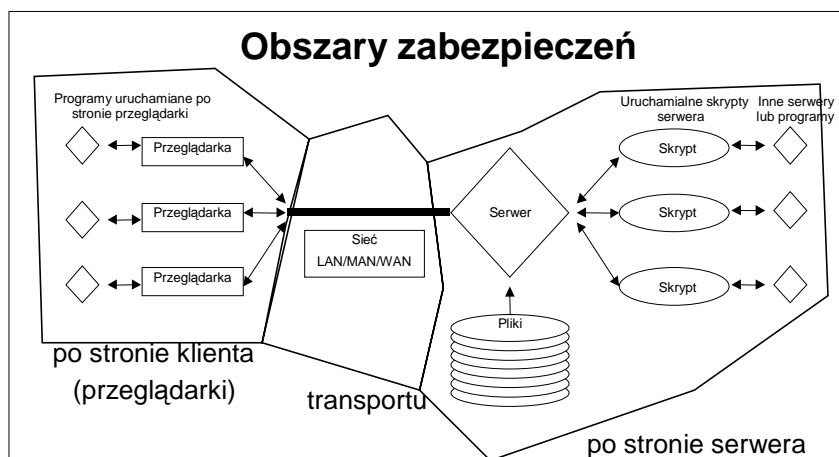 Obszary zabezpieczeń
Programy uruchamiane po
stronie przeglądarki
Przeglądarka
Przeglądarka
Przeglądarka
po stronie klienta
(przeglądarki)
Sieć
LAN/MAN/WAN
transportu
Serwer
Pliki
Uruchamialne skrypty
serwera
Inne serwery
lub programy
Skrypt
Skrypt
Skrypt
po stronie serwera